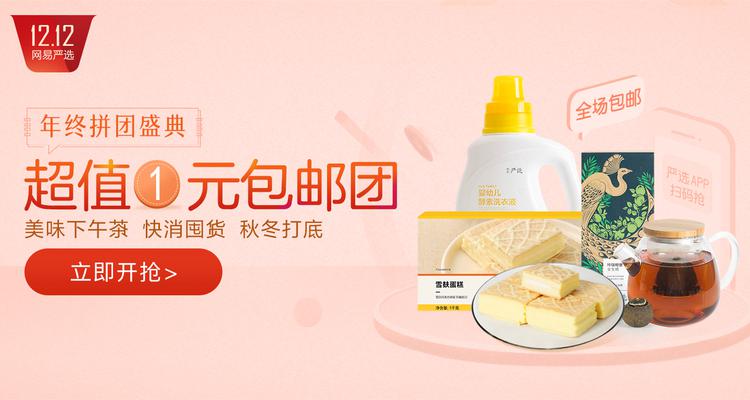 12.12
网易严选
年终拼团盛典
超值1元包邮团
美味下午茶 快消囤货 秋冬打底
立即开抢>
全场包邮
严选APP
扫码抢
婴幼儿
酵素洗衣液
雪麸蛋糕